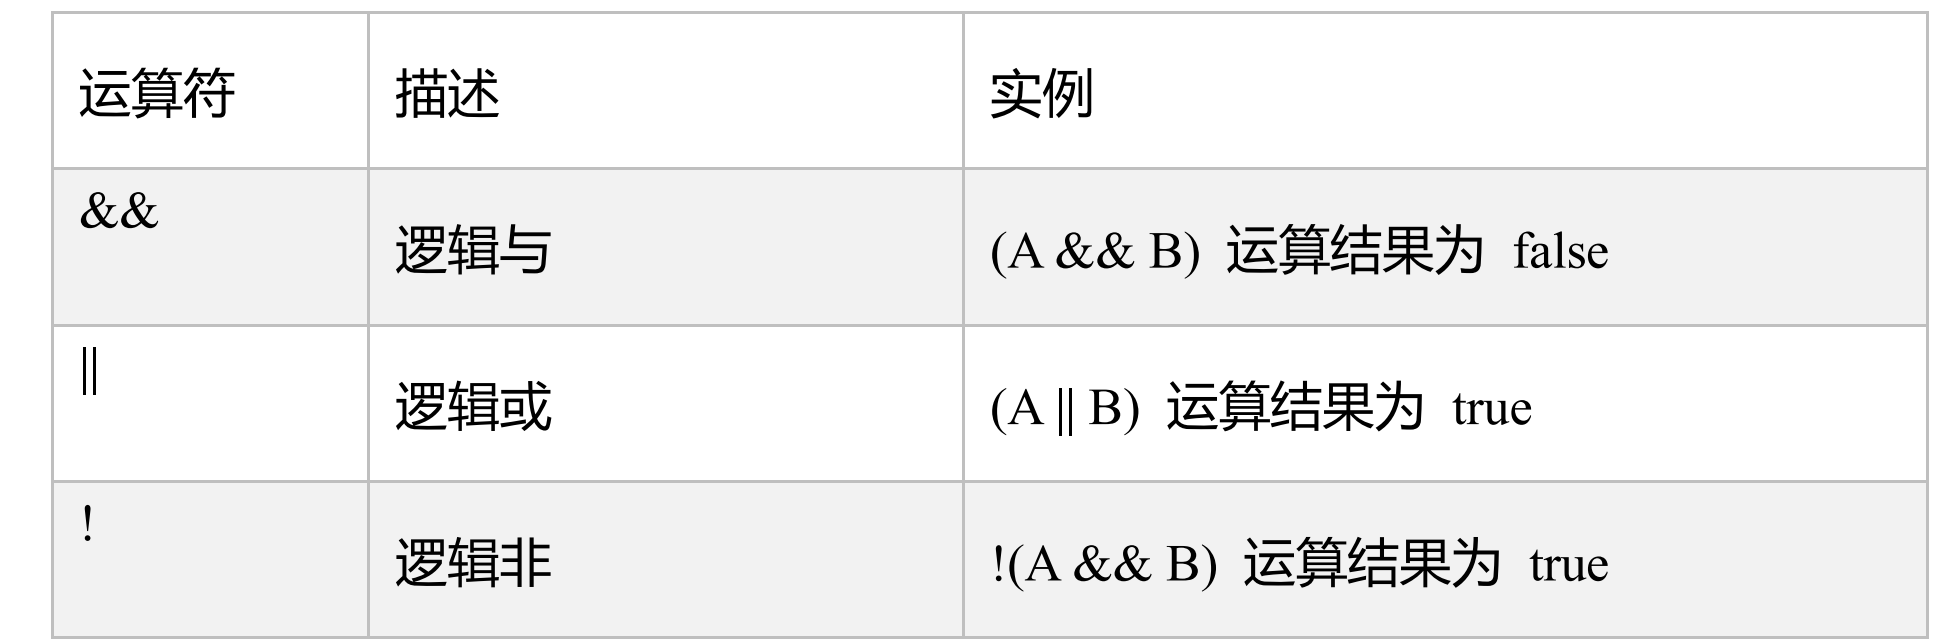 运算符 描述 实例
&& 逻辑与 (A && B) 运算结果为 false
|| 逻辑或 (A || B) 运算结果为 true
! 逻辑非 !(A && B) 运算结果为 true